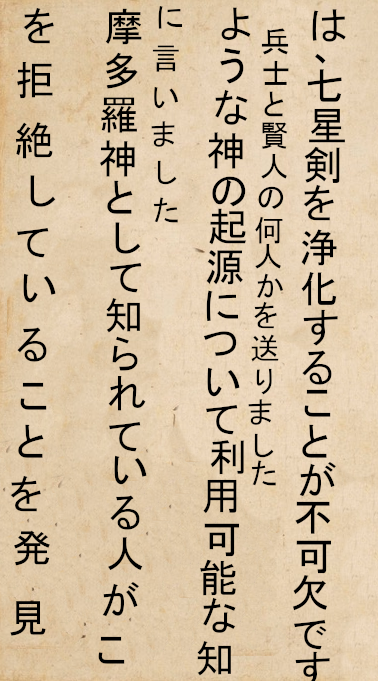 は、七星剣を浄化することが不可欠です
兵士と賢人の何人かを送りました
ような神の起源について利用可能な知
に言いました
摩多羅神として知られている人がこ
を拒絶していることを発見